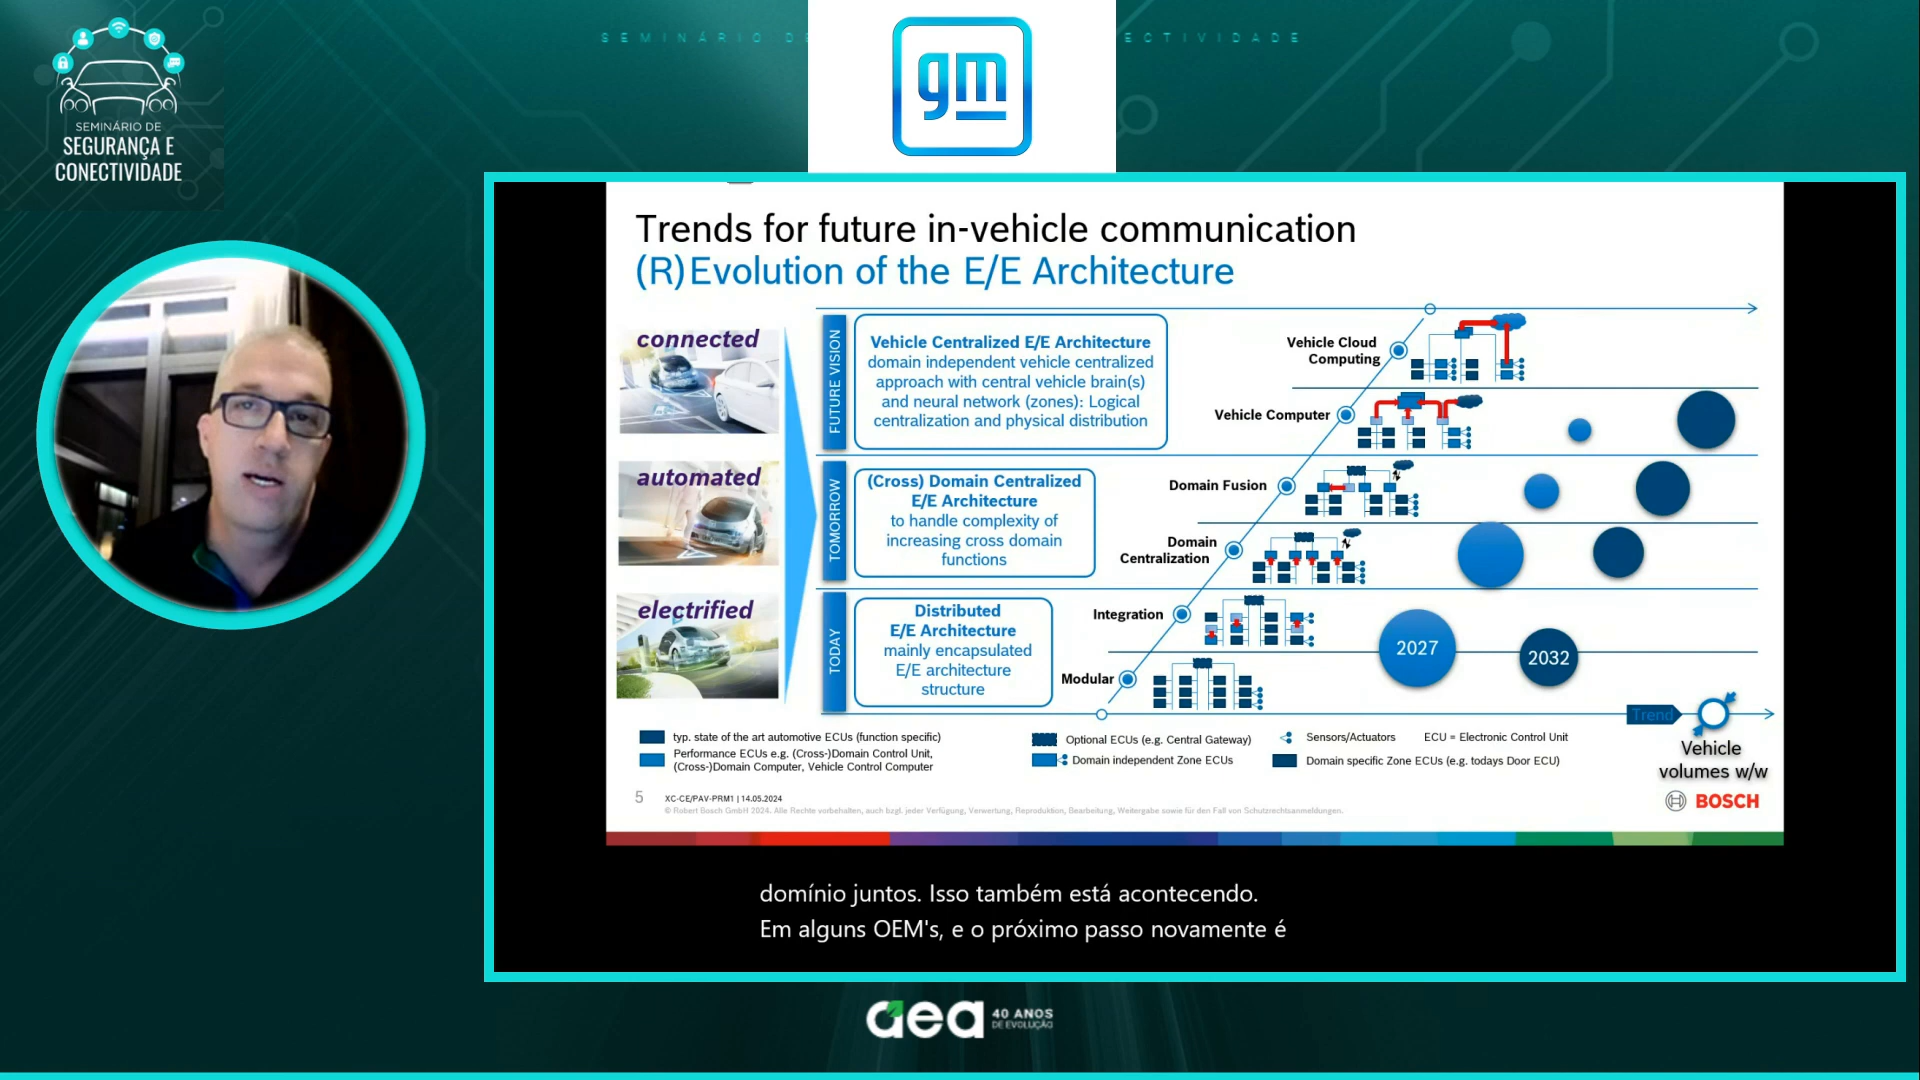 SEMINÁRIO DE
SEGURANÇA E
CONECTIVIDADE
SEMINÁRIO D
ECTIVIDADE
gm
Trends for future in-vehicle communication
(R)Evolution of the E/E Architecture
connected
automated
electrified
FUTURE VISION
Vehicle Centralized E/E Architecture
domain independent vehicle centralized
approach with central vehicle brain(s)
and neural network (zones): Logical
centralization and physical distribution
TOMORROW
(Cross) Domain Centralized
E/E Architecture
to handle complexity of
increasing cross domain
functions
TODAY
Distributed
E/E Architecture
mainly encapsulated
E/E architecture
structure
Vehicle Cloud
Computing
Vehicle Computer
Domain Fusion
Domain
Centralization
Integration
Modular
2027
2032
Trend
Vehicle
volumes w/w
typ. state of the art automotive ECUs (function specific)
Performance ECUs e.g. (Cross-)Domain Control Unit,
(Cross-)Domain Computer, Vehicle Control Computer
Optional ECUs (e.g. Central Gateway)
Domain independent Zone ECUs
Sensors/Actuators
ECU = Electronic Control Unit
Domain specific Zone ECUs (e.g. todays Door ECU)
5
XC-CE/PAV-PRM1 | 14.05.2024
© Robert Bosch GmbH 2024. Alle Rechte vorbehalten, auch bzgl. jeder Verfügung, Verwertung, Reproduktion, Bearbeitung, Weitergabe sowie für den Fall von Schutzrechtsanmeldungen.
BOSCH
domínio juntos. Isso também está acontecendo.
Em alguns OEM's, e o próximo passo novamente é
aea
40 ANOS
DE EVOLUÇÃO